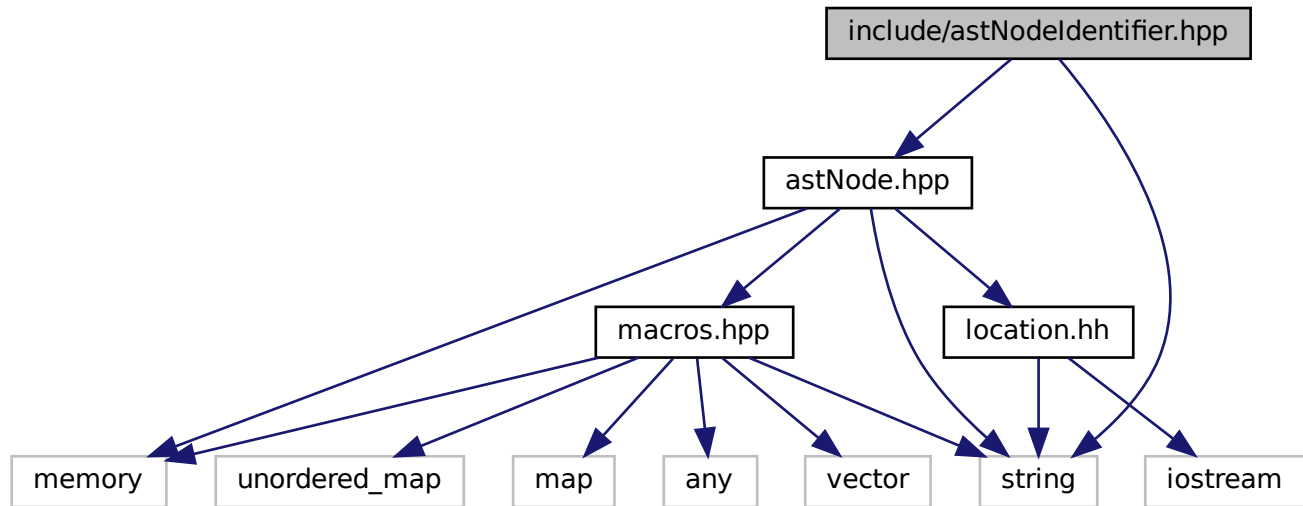 include/astNodeIdentifier.hpp
astNode.hpp
macros.hpp
location.hh
memory
unordered_map
map
any
vector
string
iostream